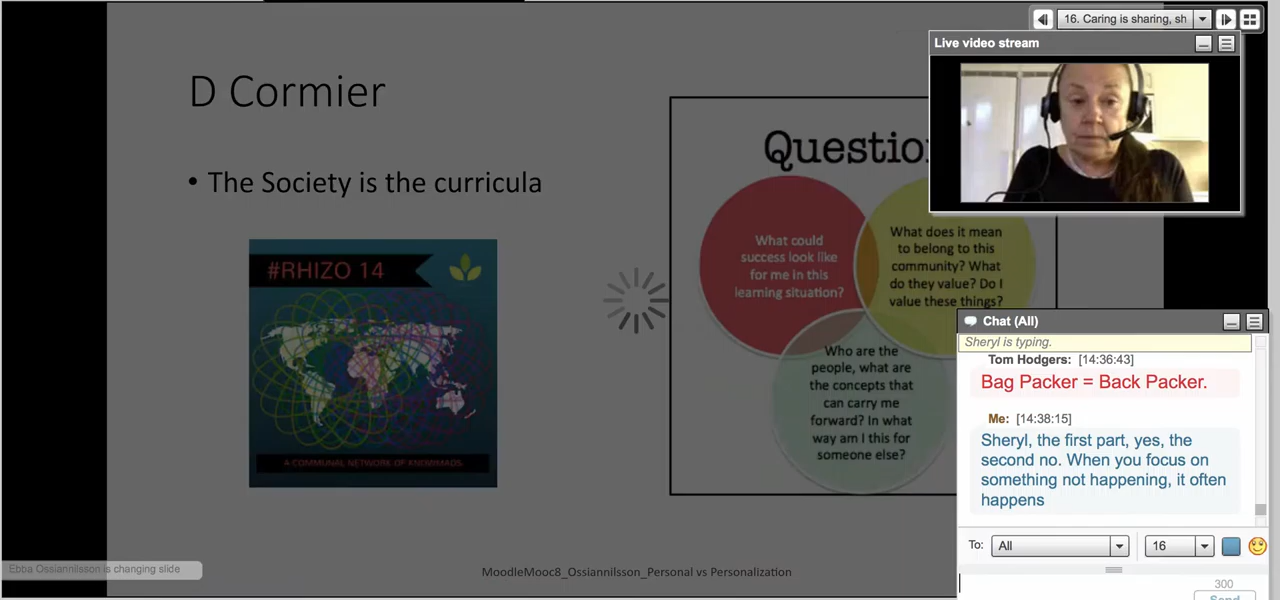 16. Caring is sharing, sh
Live video stream
D Cormier
• The Society is the curricula
#RHIZO 14
A COMMUNAL NETWORK OF KNOWMADS
Questio
What could
success look like
for me in this
learning situation?
What does it mean
to belong to this
community? What
do they value? Do I
value these things?
Who are the
people, what are
the concepts that
can carry me
forward? In what
way am I this for
someone else?
Chat (All)
Sheryl is typing.
Tom Hodgers: [14:36:43]
Bag Packer = Back Packer.
Me: [14:38:15]
Sheryl, the first part, yes, the
second no. When you focus on
something not happening, it often
happens
To: All 16
300
Send
Ebba Ossiannilsson is changing slide
MoodleMooc8_Ossiannilsson_Personal vs Personalization